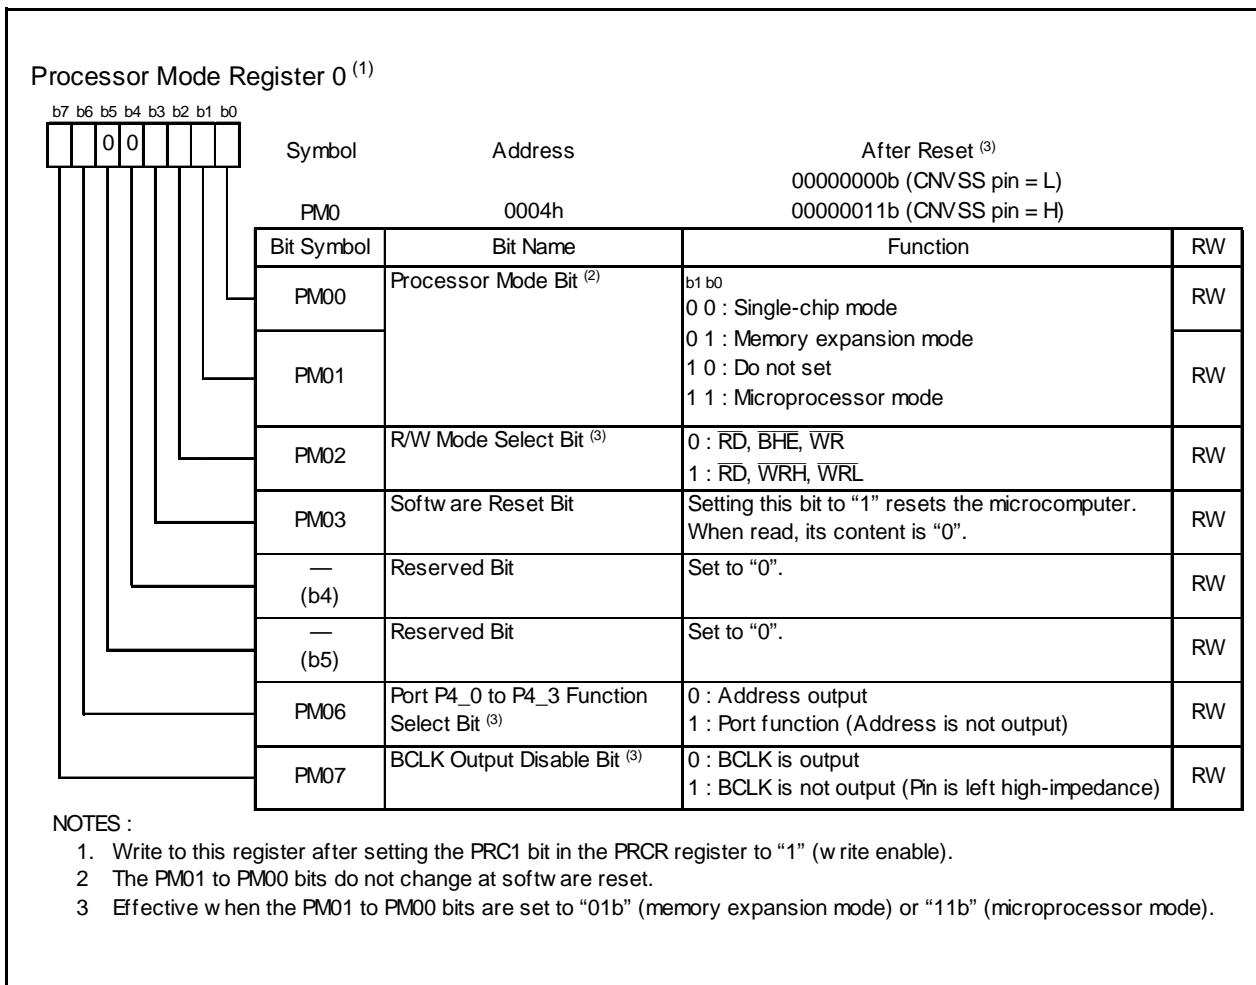 Processor Mode Register 0 (1)
b7 b6 b5 b4 b3 b2 b1 b0
0 0
Symbol Address After Reset (3)
00000000b (CNVSS pin = L)
PM0 0004h 00000011b (CNVSS pin = H)
Bit Symbol Bit Name Function RW
PM00 Processor Mode Bit (2) b1 b0 RW
0 0 : Single-chip mode
0 1 : Memory expansion mode
PM01 1 0 : Do not set RW
1 1 : Microprocessor mode
PM02 R/W Mode Select Bit (3) 0 : RD, BHE, WR RW
1 : RD, WRH, WRL
PM03 Software Reset Bit Setting this bit to “1” resets the microcomputer. RW
When read, its content is “0”.
— Reserved Bit Set to “0”. RW
(b4)
— Reserved Bit Set to “0”. RW
(b5)
PM06 Port P4_0 to P4_3 Function 0 : Address output RW
Select Bit (3) 1 : Port function (Address is not output)
PM07 BCLK Output Disable Bit (3) 0 : BCLK is output RW
1 : BCLK is not output (Pin is left high-impedance)
NOTES :
1. Write to this register after setting the PRC1 bit in the PRCR register to “1” (write enable).
2 The PM01 to PM00 bits do not change at software reset.
3 Effective when the PM01 to PM00 bits are set to “01b” (memory expansion mode) or “11b” (microprocessor mode).